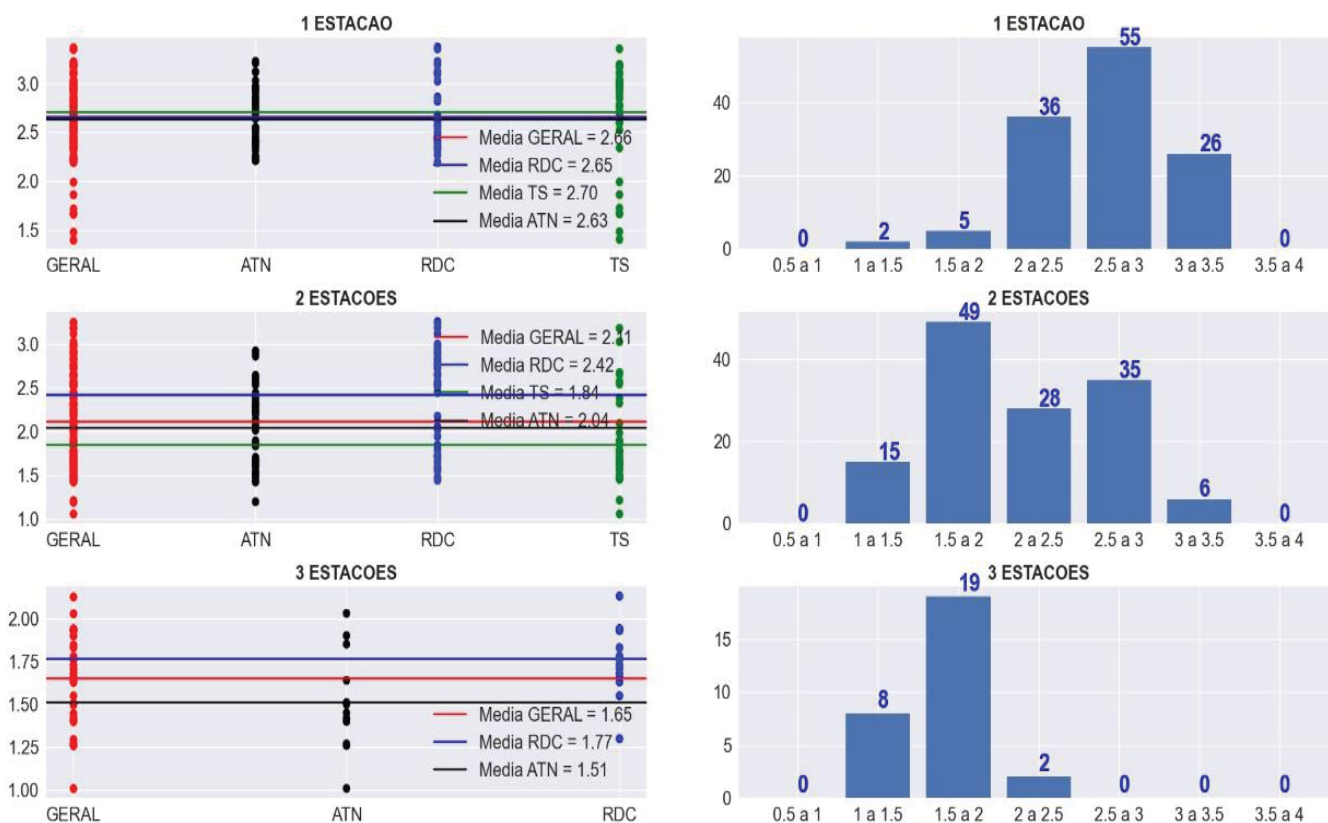 1 ESTACAO
3.0
2.5
2.0
1.5
Media GERAL = 2.66
Media RDC = 2.65
Media TS = 2.70
Media ATN = 2.63
GERAL ATN RDC TS
1 ESTACAO
40
20
0
0 2 5 36 55 26 0
0.5 a 1 1 a 1.5 1.5 a 2 2 a 2.5 2.5 a 3 3 a 3.5 3.5 a 4
2 ESTACOES
3.0
2.5
2.0
1.5
1.0
Media GERAL = 2.11
Media RDC = 2.42
Media TS = 1.84
Media ATN = 2.04
GERAL ATN RDC TS
2 ESTACOES
40
20
0
0 15 49 28 35 6 0
0.5 a 1 1 a 1.5 1.5 a 2 2 a 2.5 2.5 a 3 3 a 3.5 3.5 a 4
3 ESTACOES
2.00
1.75
1.50
1.25
1.00
Media GERAL = 1.65
Media RDC = 1.77
Media ATN = 1.51
GERAL ATN RDC
3 ESTACOES
15
10
5
0
0 8 19 2 0 0 0
0.5 a 1 1 a 1.5 1.5 a 2 2 a 2.5 2.5 a 3 3 a 3.5 3.5 a 4